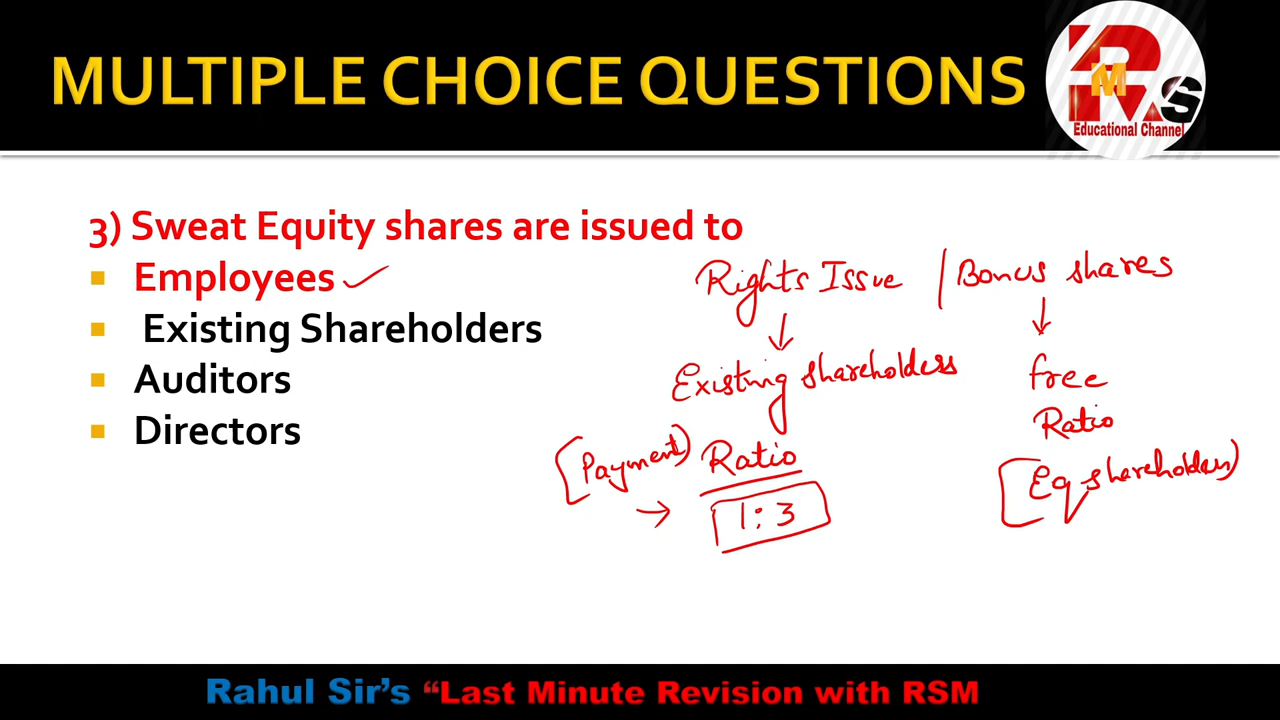 MULTIPLE CHOICE QUESTIONS
RMS
Educational Channel
3) Sweat Equity shares are issued to
Employees
Existing Shareholders
Auditors
Directors
Rights Issue | Bonus shares
Existing shareholders
free
Ratio
(Payment) Ratio
[Eq shareholders)
→ 1:3
Rahul Sir's "Last Minute Revision with RSM